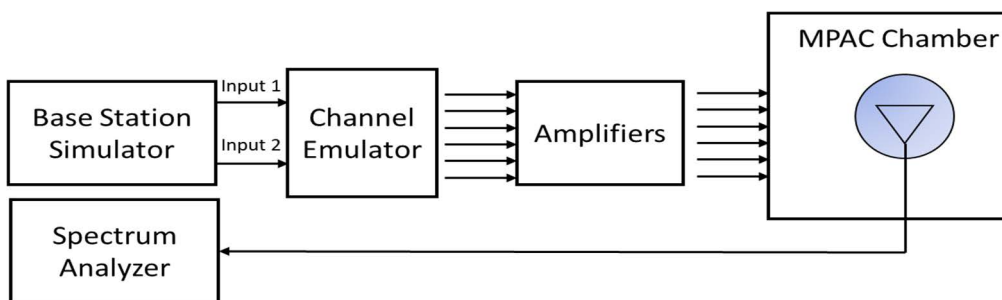 MPAC Chamber
Input 1
Base Station
Simulator
Input 2
Channel
Emulator
Amplifiers
Spectrum
Analyzer